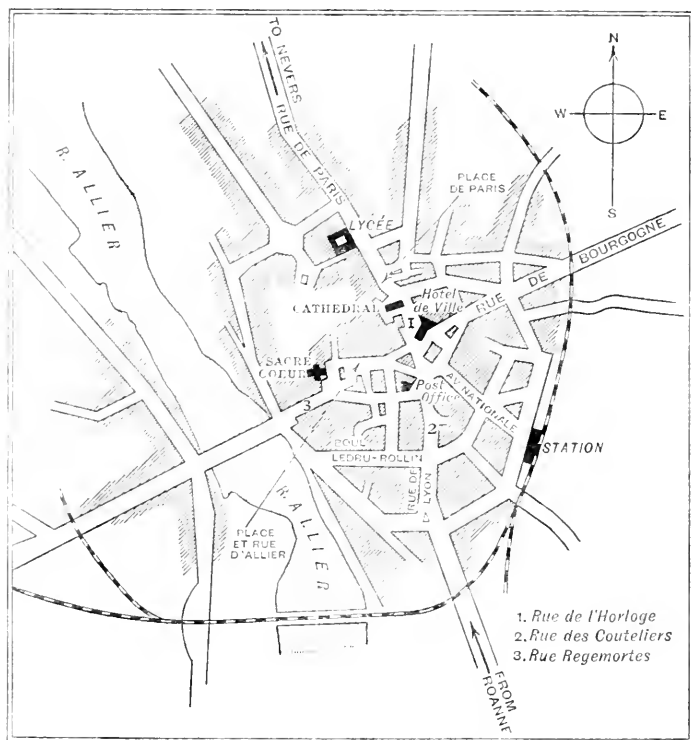 N
W E
S
TO NEVERS
RUE DE PARIS
R. ALLIER
PLACE
DE PARIS
LYCÉE
RUE DE BOURGOGNE
CATHEDRAL
Hôtel
de Ville
1
SACRÉ
COEUR
3
Post
Office
AV. NATIONALE
2
STATION
BOUL.
LEDRU-ROLLIN
RUE DE
LYON
PLACE
ET RUE
D'ALLIER
R. ALLIER
FROM
ROANNE
1. Rue de l'Horloge
2. Rue des Couteliers
3. Rue Regemortes